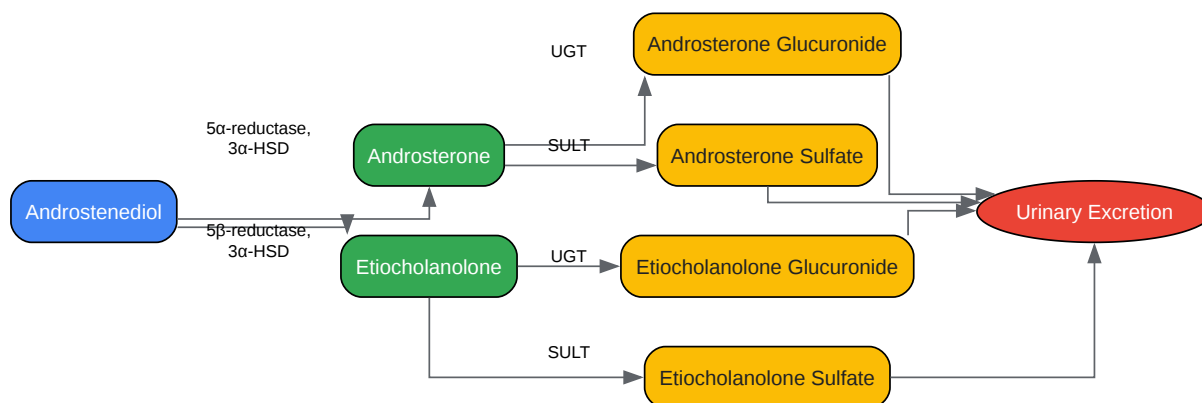 UGT
Androsterone Glucuronide
5α-reductase,
3α-HSD
Androsterone
SULT
Androsterone Sulfate
Androstenediol
Urinary Excretion
5β-reductase,
3α-HSD
Etiocholanolone
UGT
Etiocholanolone Glucuronide
SULT
Etiocholanolone Sulfate